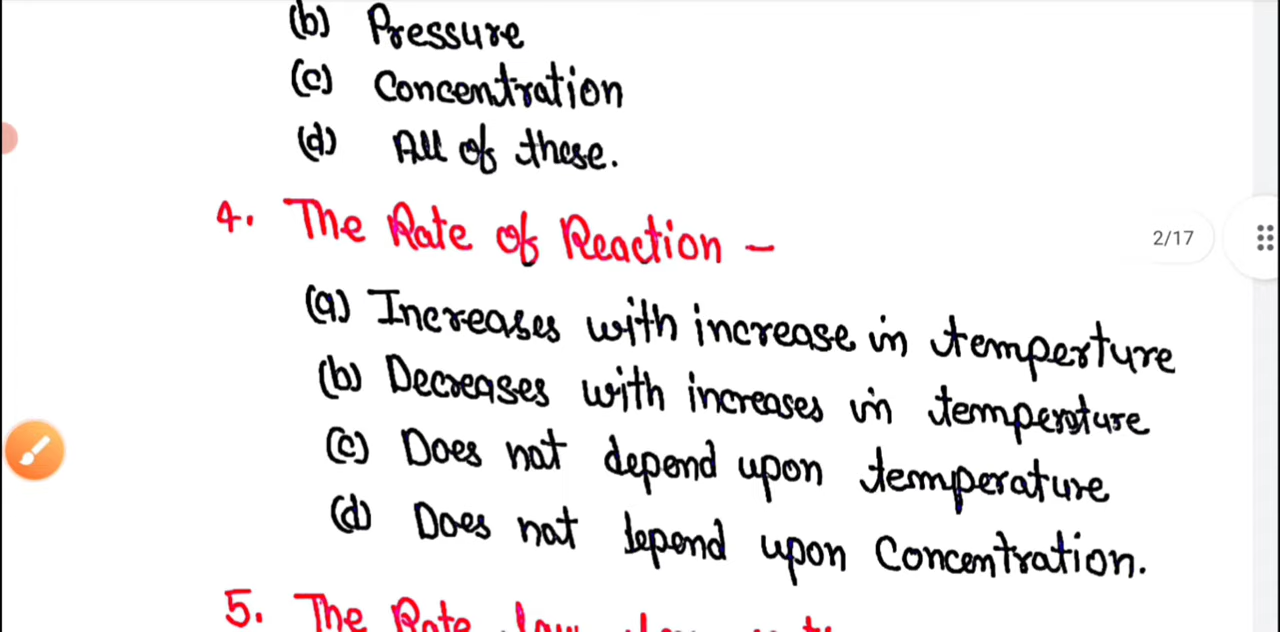 (b) Pressure
(c) Concentration
(d) All of these.
4. The Rate of Reaction -
2/17
(a) Increases with increase in temperture
(b) Decreases with increases in temperature
(c) Does not depend upon temperature
(d) Does not depend upon Concentration.
5. The Rate law